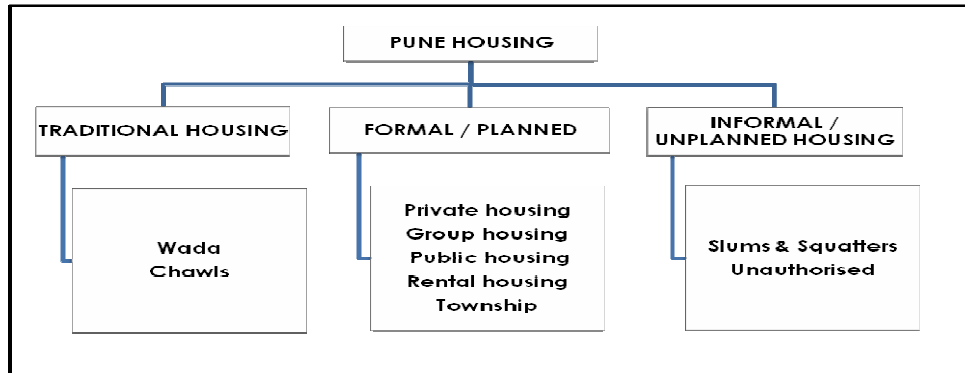 PUNE HOUSING
TRADITIONAL HOUSING
Wada
Chawls
FORMAL / PLANNED
Private housing
Group housing
Public housing
Rental housing
Township
INFORMAL /
UNPLANNED HOUSING
Slums & Squatters
Unauthorised